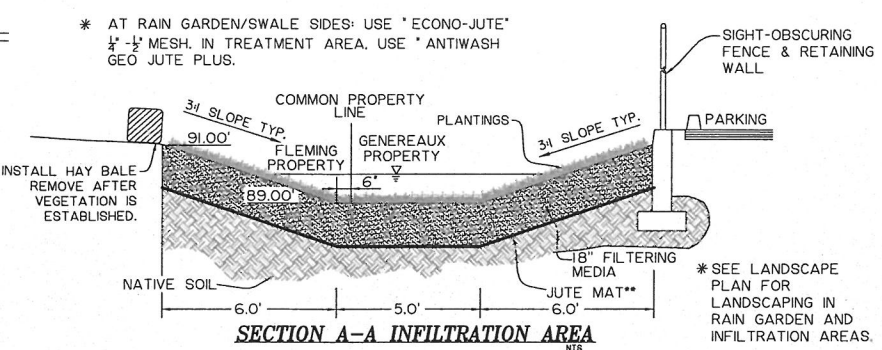 * AT RAIN GARDEN/SWALE SIDES: USE "ECONO-JUTE"
1/4"-1/2" MESH. IN TREATMENT AREA. USE "ANTIWASH
GEO JUTE PLUS.
SIGHT-OBSCURING
FENCE & RETAINING
WALL
3:1 SLOPE TYP.
COMMON PROPERTY
LINE
PLANTINGS
3:1 SLOPE TYP.
PARKING
91.00'
FLEMING
PROPERTY
GENEREAUX
PROPERTY
6"
89.00'
INSTALL HAY BALE
REMOVE AFTER
VEGETATION IS
ESTABLISHED.
18" FILTERING
MEDIA
NATIVE SOIL
JUTE MAT**
* SEE LANDSCAPE
PLAN FOR
LANDSCAPING IN
RAIN GARDEN AND
INFILTRATION AREAS.
6.0'
5.0'
6.0'
SECTION A-A INFILTRATION AREA
NTS